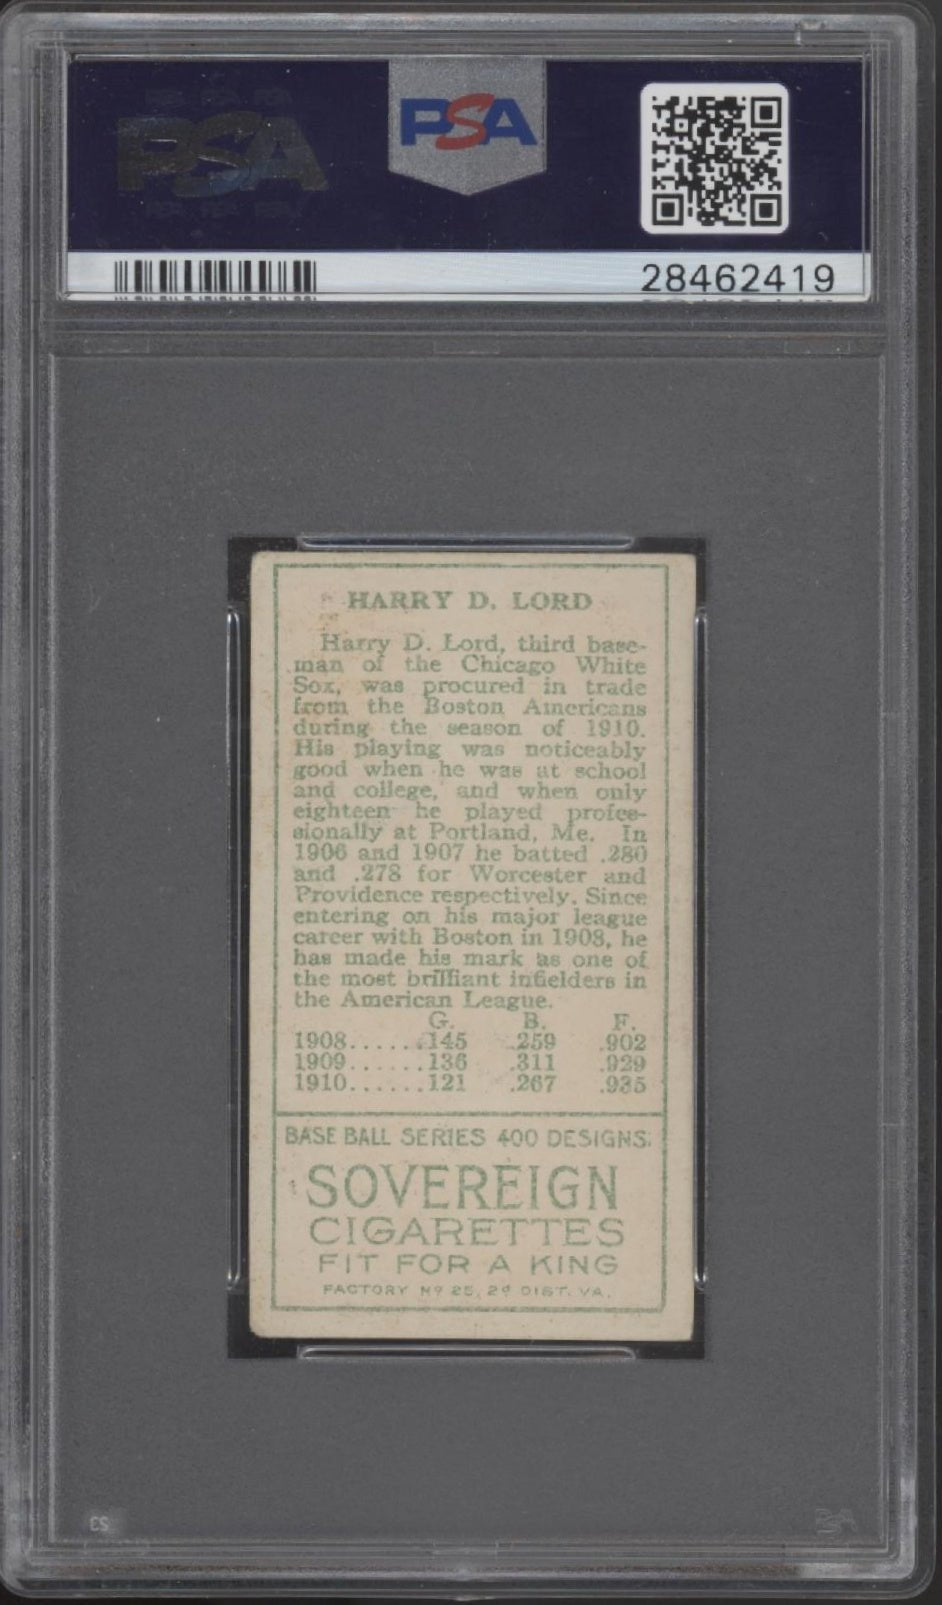 PSA
PSA
28462419
HARRY D. LORD
Harry D. Lord, third base-
man of the Chicago White
Sox, was procured in trade
from the Boston Americans
during the season of 1910.
His playing was noticeably
good when he was at school
and college, and when only
eighteen he played profes-
sionally at Portland, Me. In
1906 and 1907 he batted .280
and .278 for Worcester and
Providence respectively. Since
entering on his major league
career with Boston in 1908, he
has made his mark as one of
the most brilliant infielders in
the American League.
G. B. F.
1908......145 .259 .902
1909......136 .311 .929
1910......121 .267 .935
BASE BALL SERIES 400 DESIGNS.
SOVEREIGN
CIGARETTES
FIT FOR A KING
FACTORY Nº 25, 2d DIST. VA.
PSA